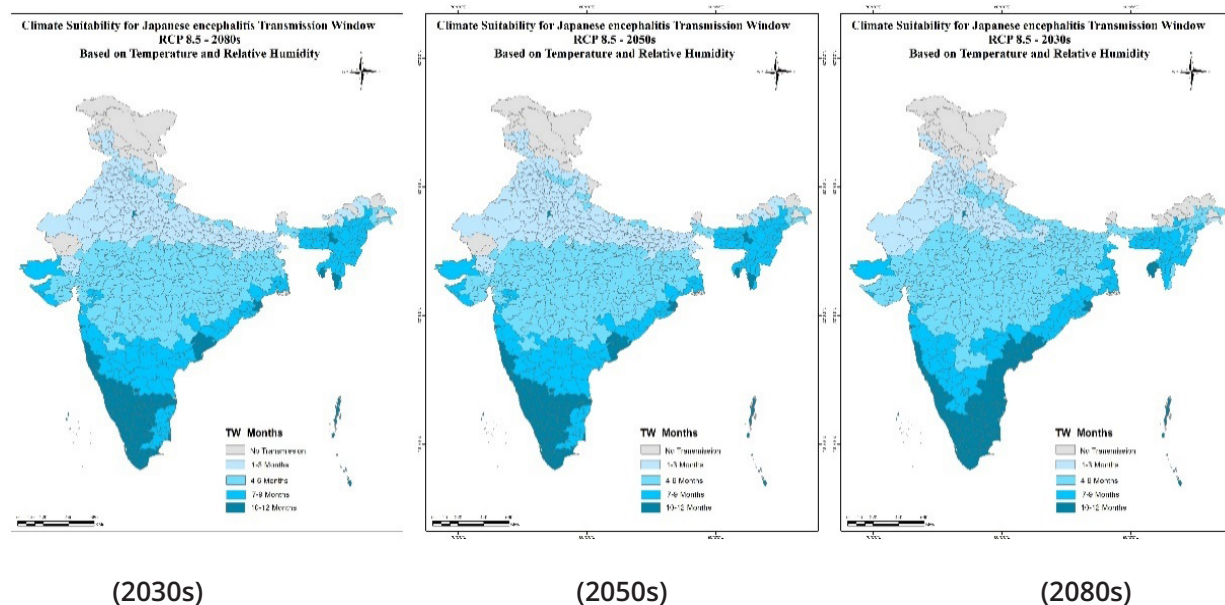 Climate Suitability for Japanese encephalitis Transmission Window
RCP 8.5 - 2080s
Based on Temperature and Relative Humidity
TW Months
No Transmission
1-3 Months
4-6 Months
7-9 Months
10-12 Months
(2030s)
Climate Suitability for Japanese encephalitis Transmission Window
RCP 8.5 - 2050s
Based on Temperature and Relative Humidity
TW Months
No Transmission
1-3 Months
4-6 Months
7-9 Months
10-12 Months
(2050s)
Climate Suitability for Japanese encephalitis Transmission Window
RCP 8.5 - 2030s
Based on Temperature and Relative Humidity
TW Months
No Transmission
1-3 Months
4-6 Months
7-9 Months
10-12 Months
(2080s)